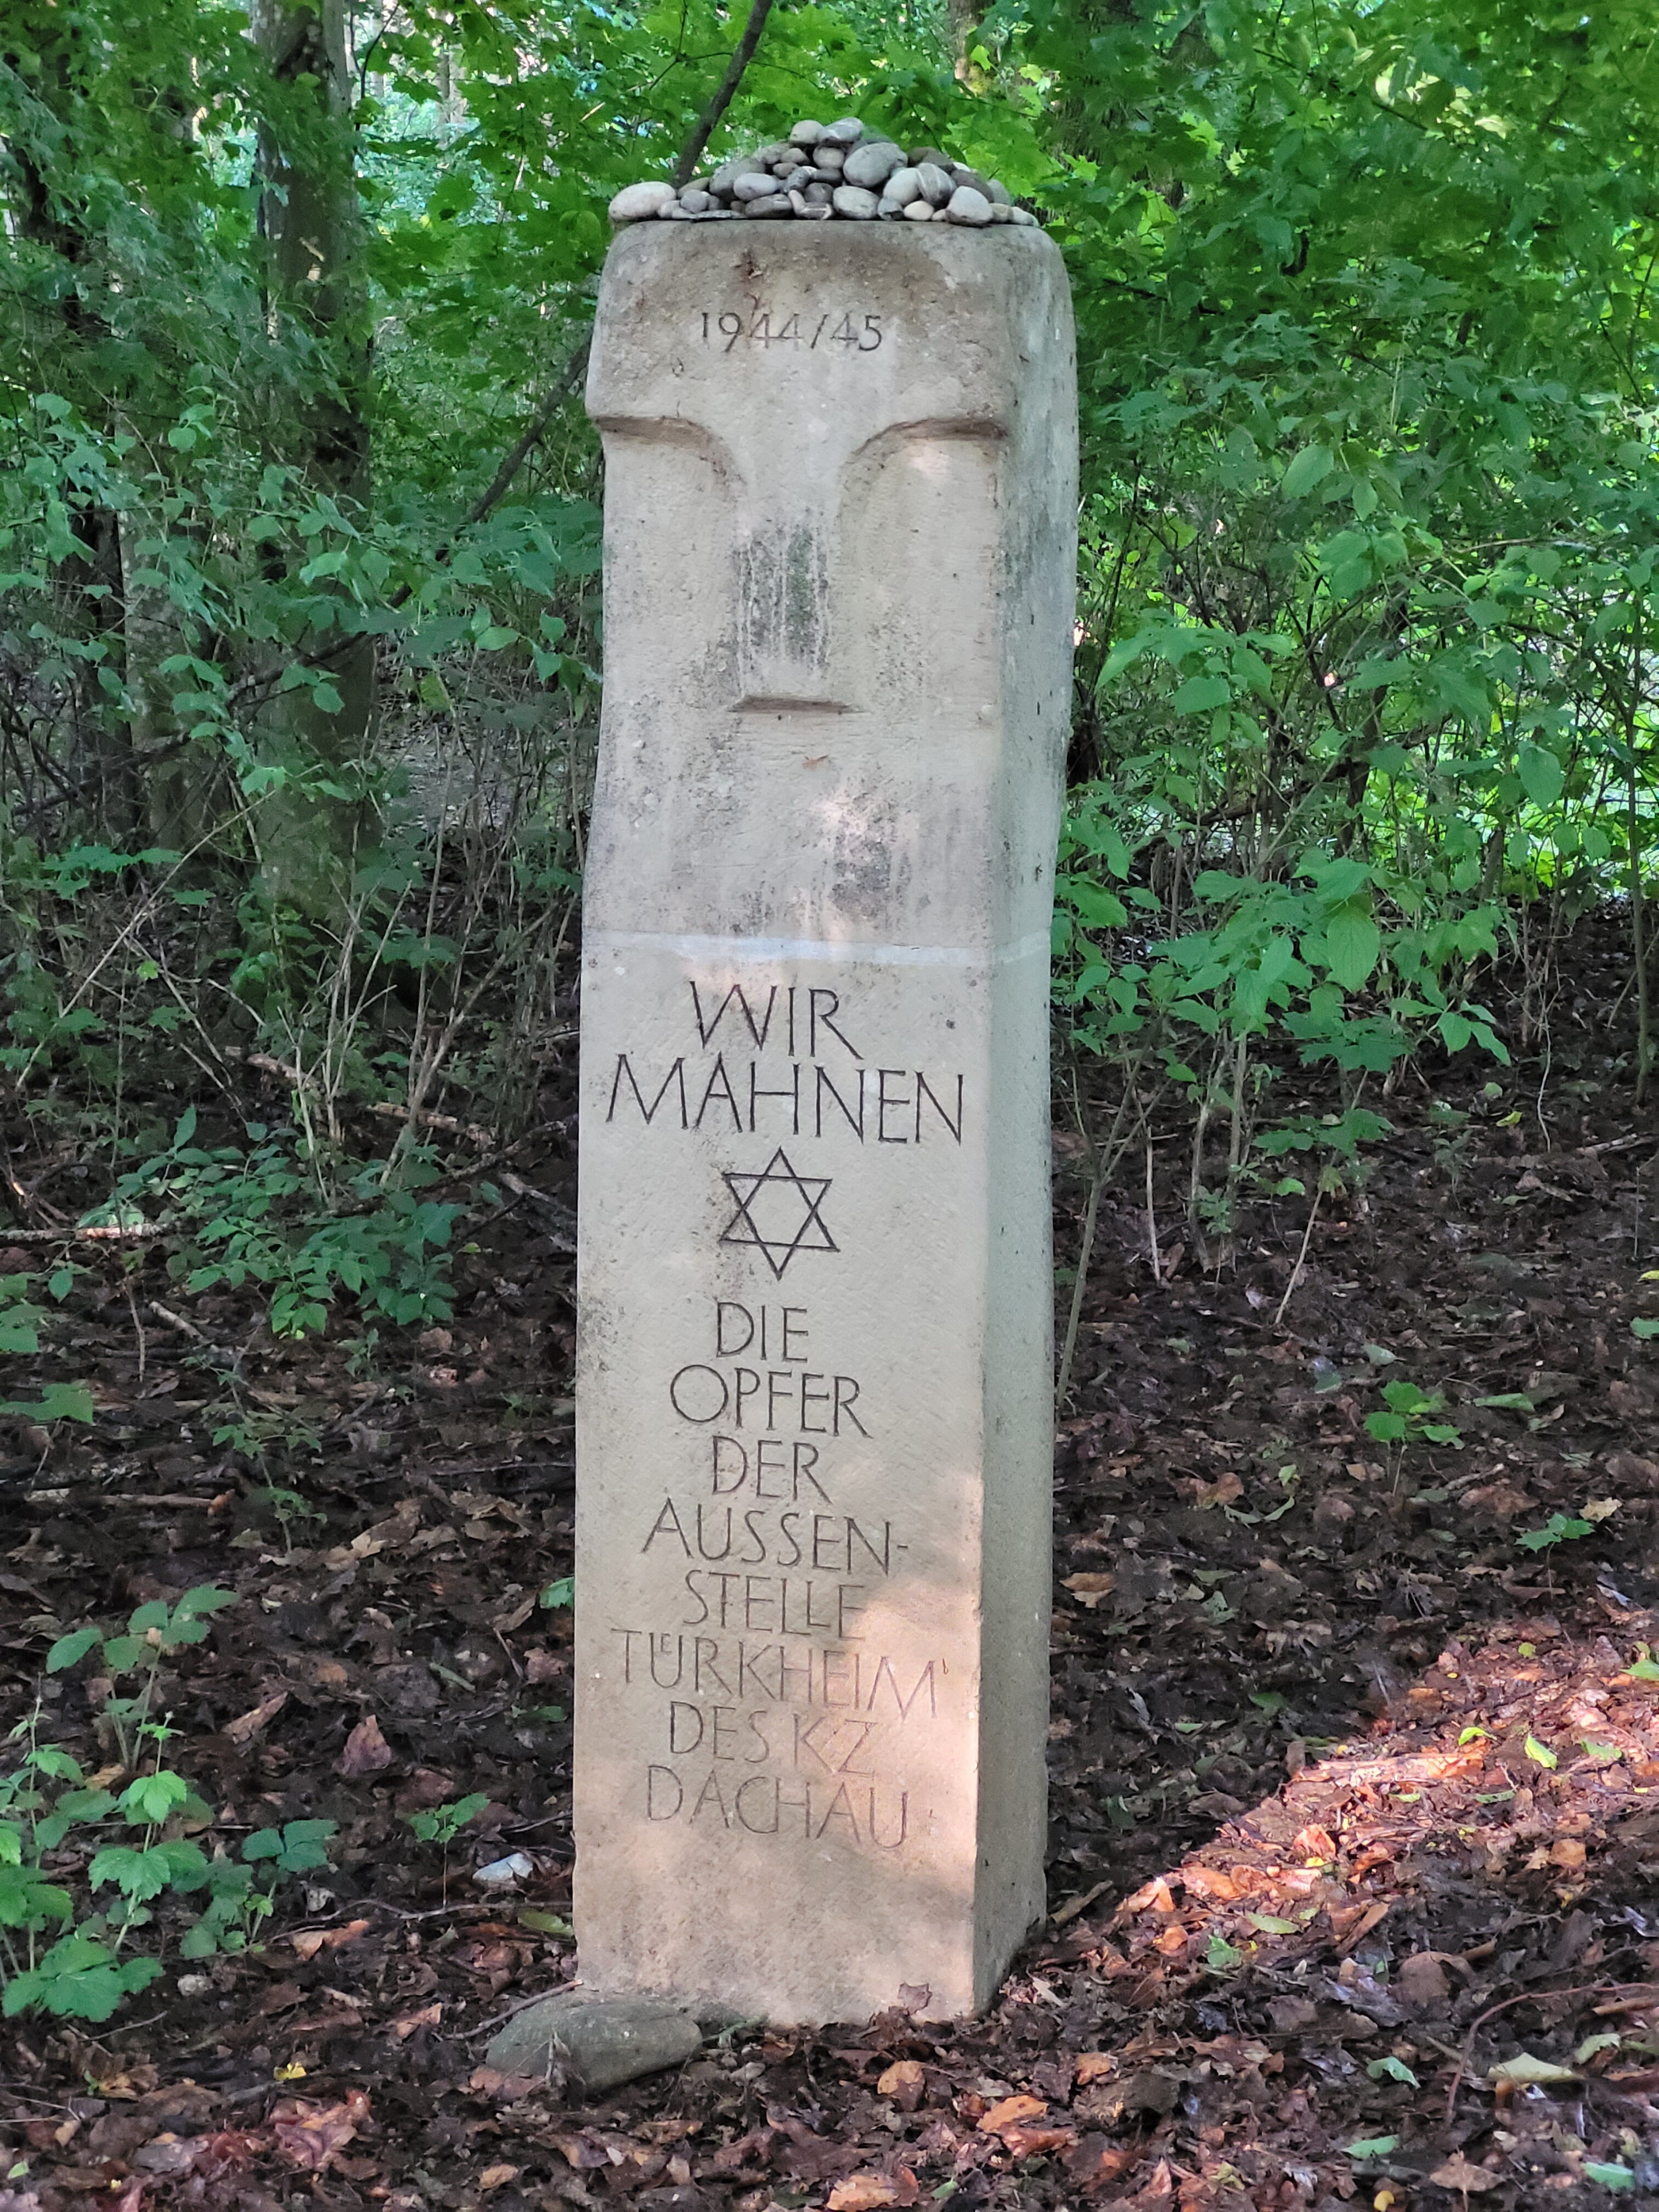 1944/45
WIR
MAHNEN
DIE
OPFER
DER
AUSSEN-
STELLE
TÜRKHEIM
DES KZ
DACHAU